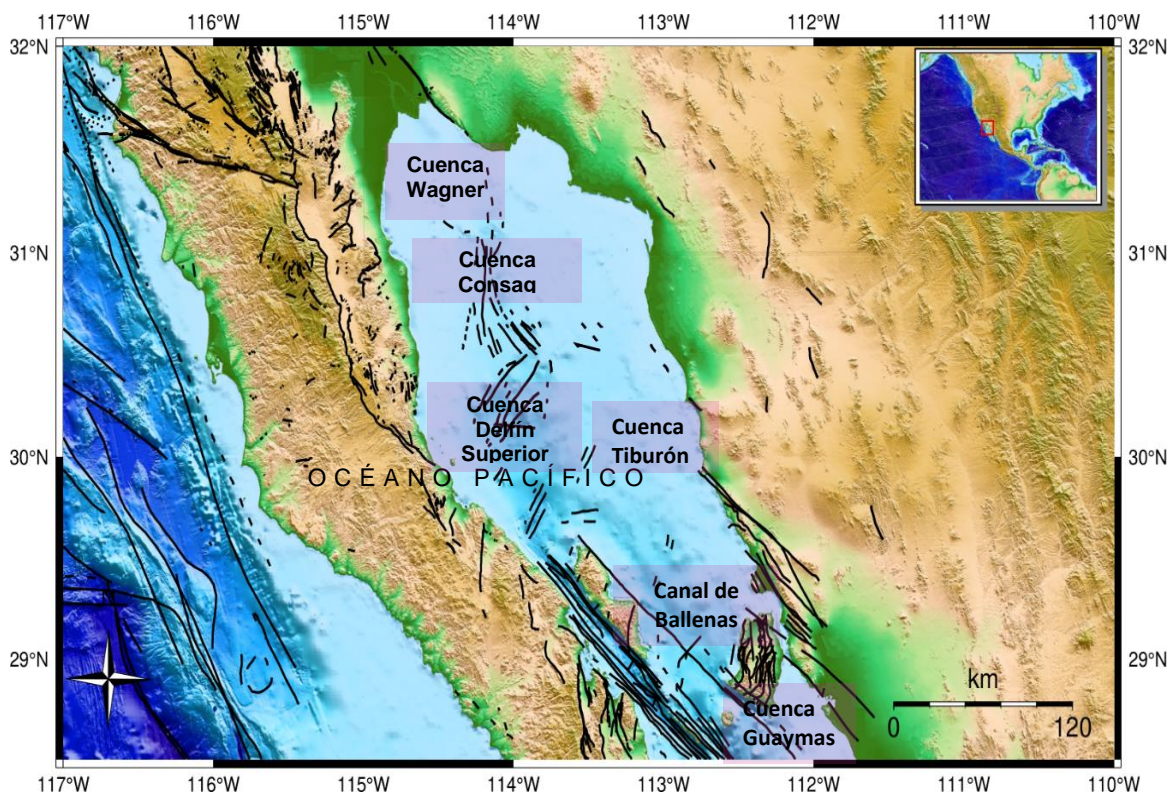 117°W 116°W 115°W 114°W 113°W 112°W 111°W 110°W
32°N 32°N
Cuenca
Wagner
31°N 31°N
Cuenca
Consag
Cuenca
Delfín
Superior
Cuenca
Tiburón
30°N 30°N
OCÉANO PACÍFICO
Canal de
Ballenas
29°N 29°N
km
0 120
Cuenca
Guaymas
117°W 116°W 115°W 114°W 113°W 112°W 111°W 110°W